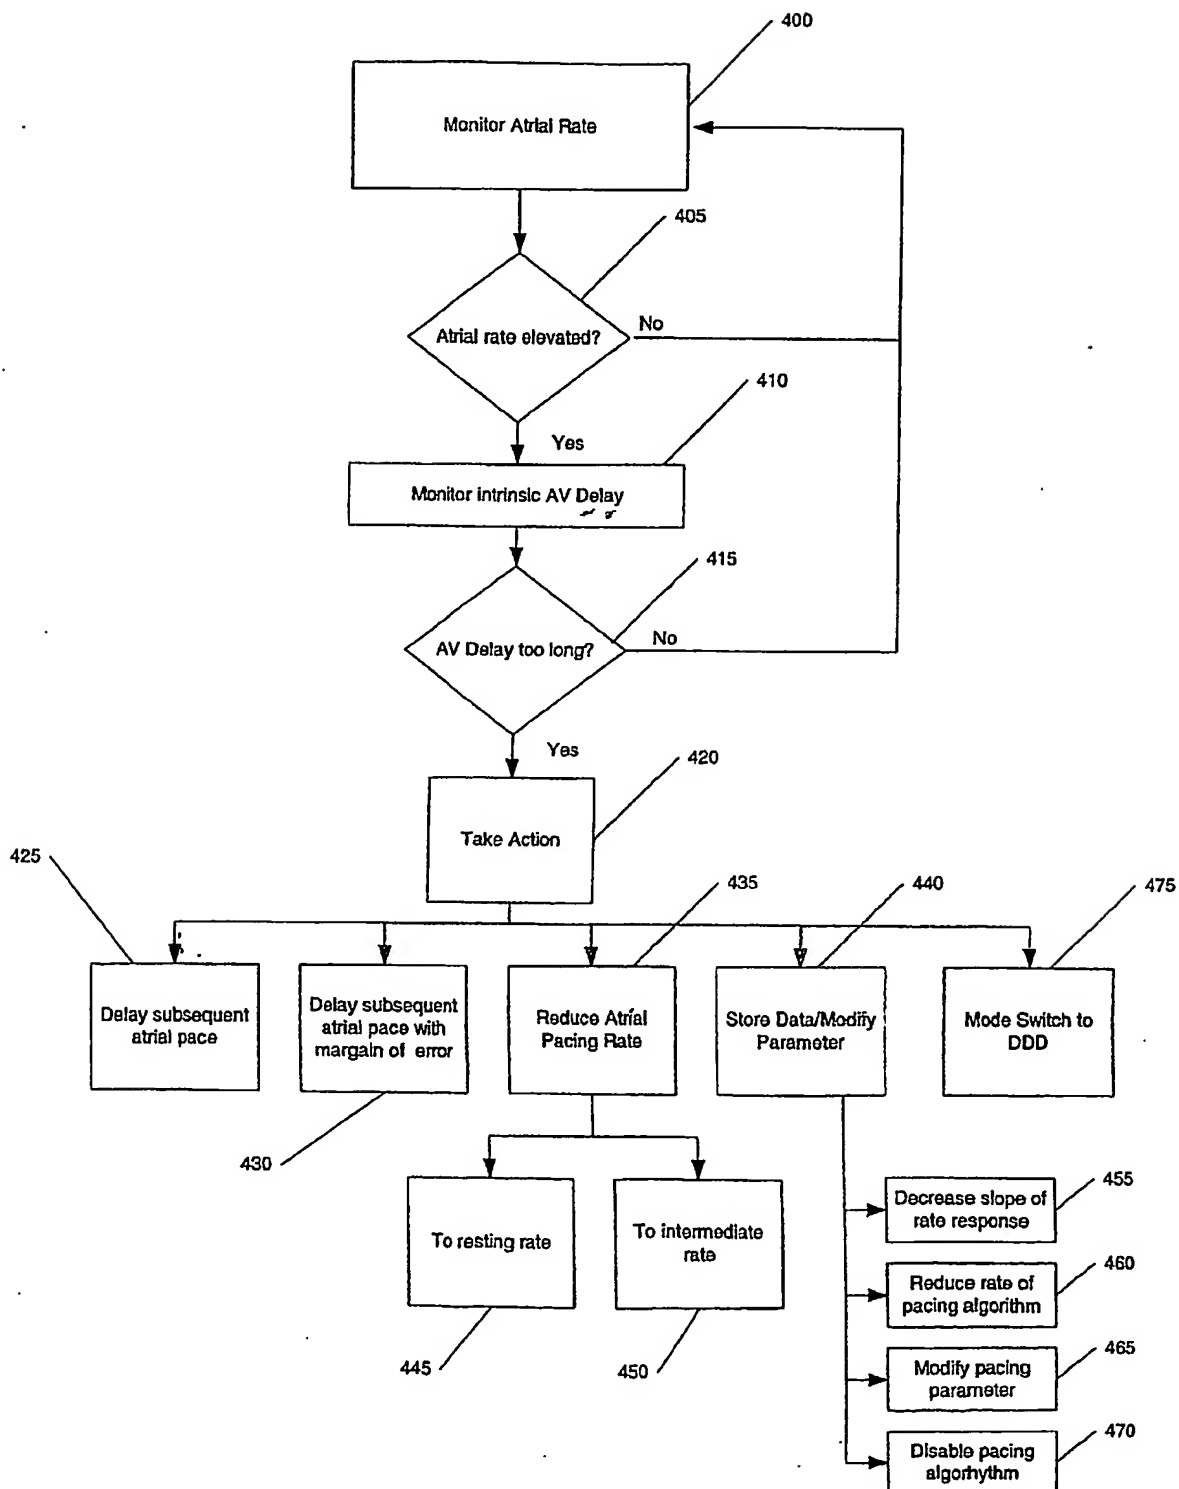 400
Monitor Atrial Rate
405
Atrial rate elevated?
No
410
Yes
Monitor intrinsic AV Delay
415
AV Delay too long?
No
Yes
420
Take Action
425
435
440
475
Delay subsequent
atrial pace
Delay subsequent
atrial pace with
margain of error
Reduce Atrial
Pacing Rate
Store Data/Modify
Parameter
Mode Switch to
DDD
430
To resting rate
To intermediate
rate
445
450
455
Decrease slope of
rate response
460
Reduce rate of
pacing algorithm
465
Modify pacing
parameter
470
Disable pacing
algorhythm